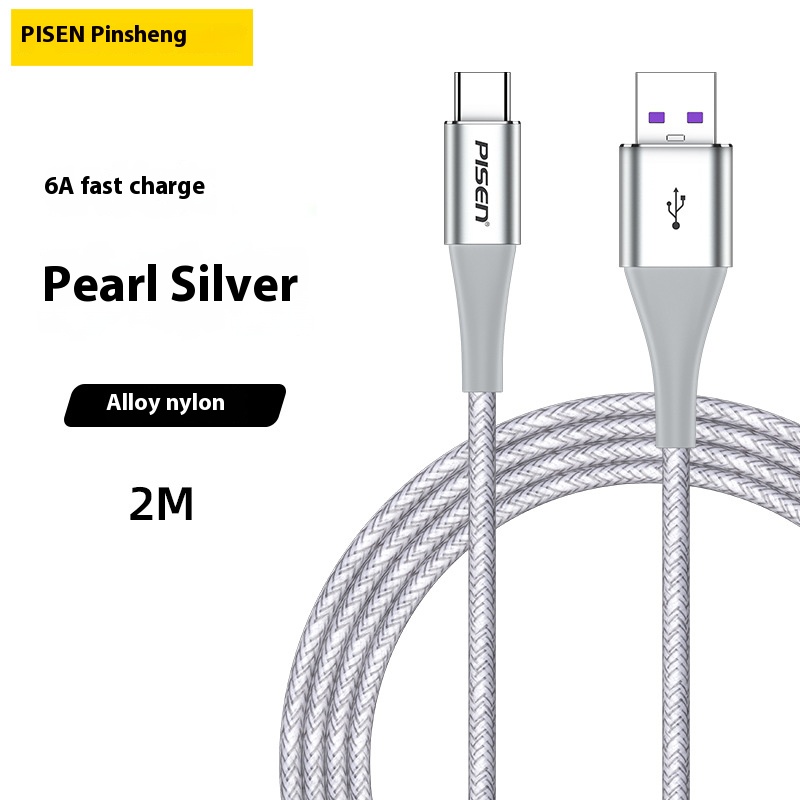 PISEN Pinsheng
6A fast charge
Pearl Silver
Alloy nylon
2M
PISEN®